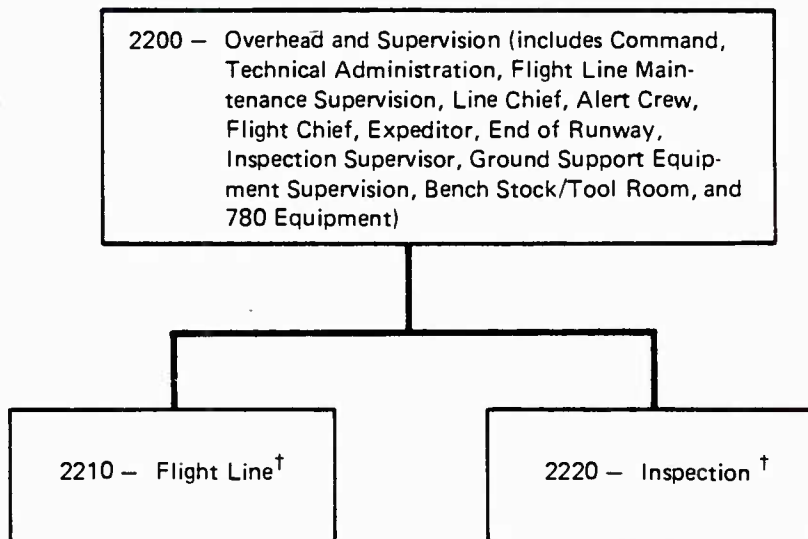 2200 – Overhead and Supervision (includes Command,
Technical Administration, Flight Line Main-
tenance Supervision, Line Chief, Alert Crew,
Flight Chief, Expeditor, End of Runway,
Inspection Supervisor, Ground Support Equip-
ment Supervision, Bench Stock/Tool Room, and
780 Equipment)
2210 – Flight Line†
2220 – Inspection †